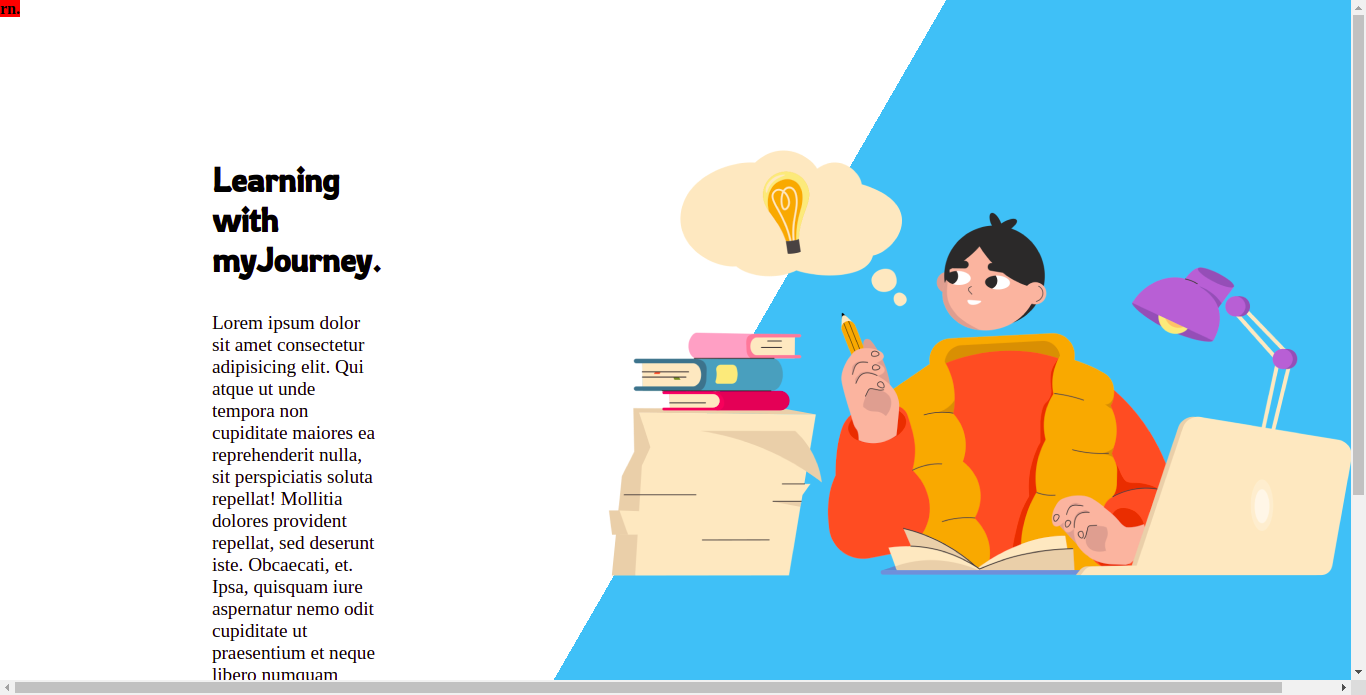 rn.
Learning
with
myJourney.
Lorem ipsum dolor
sit amet consectetur
adipisicing elit. Qui
atque ut unde
tempora non
cupiditate maiores ea
reprehenderit nulla,
sit perspiciatis soluta
repellat! Mollitia
dolores provident
repellat, sed deserunt
iste. Obcaecati, et.
Ipsa, quisquam iure
aspernatur nemo odit
cupiditate ut
praesentium et neque
libero numquam